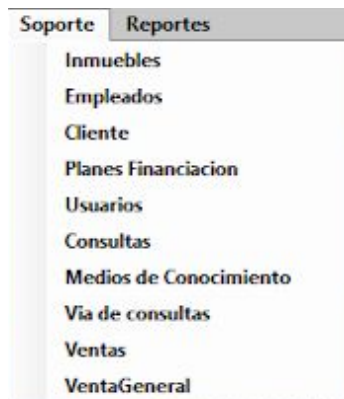 Soporte Reportes
Inmuebles
Empleados
Cliente
Planes Financiacion
Usuarios
Consultas
Medios de Conocimiento
Via de consultas
Ventas
VentaGeneral